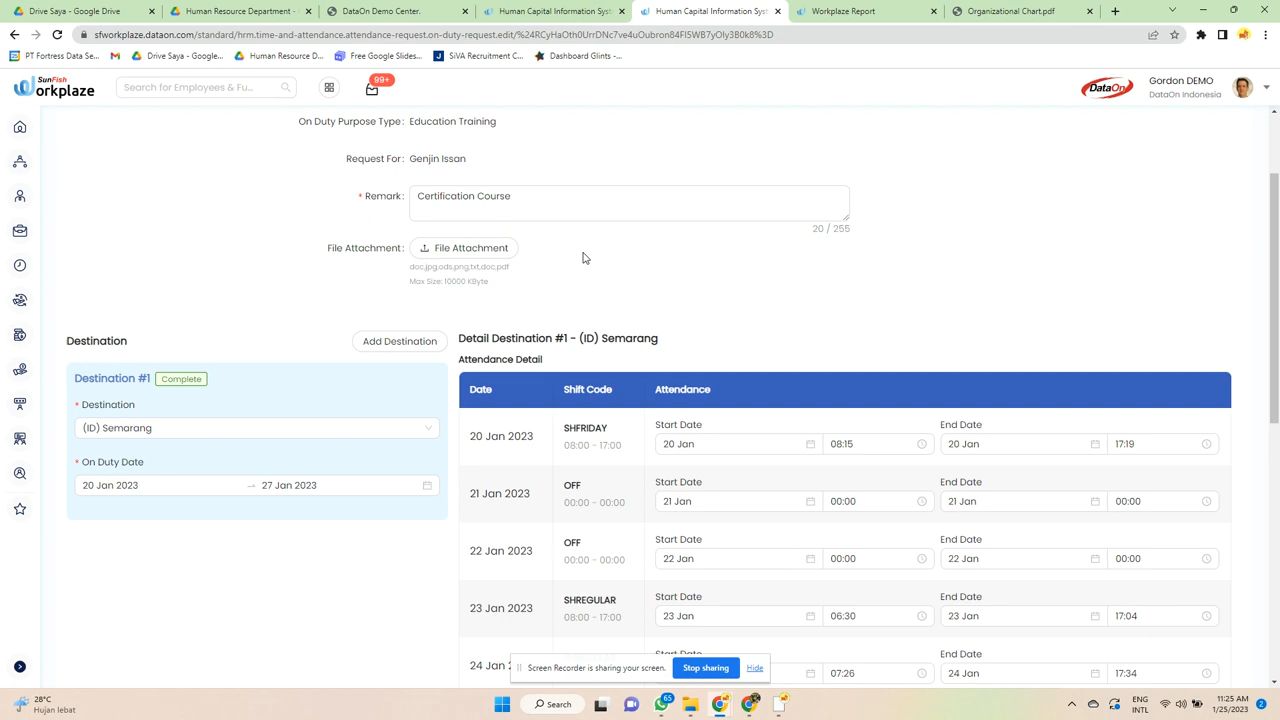 Drive Saya - Google Drive
Human Resource Department -
DataOn Demo Center.
Human Capital Information Syst
Human Capital Information Syst
Workplaze Report
Organizational Chart.pdf
sfworkplaze.dataon.com/standard/hrm.time-and-attendance.attendance-request.on-duty-request.edit/%24RCyHaOth0UrrDNc7ve4uOubron84FISWB7yOIy3B0k8%3D
PT Fortress Data Se...
Drive Saya - Google...
Human Resource D...
Free Google Slides...
SiVA Recruitment C...
Dashboard Glints –...
SunFish
Workplaze
Search for Employees & Fu...
99+
DataOn
Gordon DEMO
DataOn Indonesia
On Duty Purpose Type : Education Training
Request For : Genjin Issan
* Remark : Certification Course
20 / 255
File Attachment : File Attachment
doc,jpg,ods,png,txt,doc,pdf
Max Size: 10000 KByte
Destination
Add Destination
Detail Destination #1 - (ID) Semarang
Attendance Detail
Destination #1 Complete
* Destination
(ID) Semarang
* On Duty Date
20 Jan 2023 → 27 Jan 2023
Date Shift Code Attendance
20 Jan 2023
SHFRIDAY
08:00 - 17:00
Start Date End Date
20 Jan 08:15 20 Jan 17:19
21 Jan 2023
OFF
00:00 - 00:00
Start Date End Date
21 Jan 00:00 21 Jan 00:00
22 Jan 2023
OFF
00:00 - 00:00
Start Date End Date
22 Jan 00:00 22 Jan 00:00
23 Jan 2023
SHREGULAR
08:00 - 17:00
Start Date End Date
23 Jan 06:30 23 Jan 17:04
24 Jan
Start Date End Date
07:26 24 Jan 17:34
Screen Recorder is sharing your screen. Stop sharing Hide
28°C
Hujan lebat
Search
65
ENG
INTL
11:25 AM
1/25/2023
2